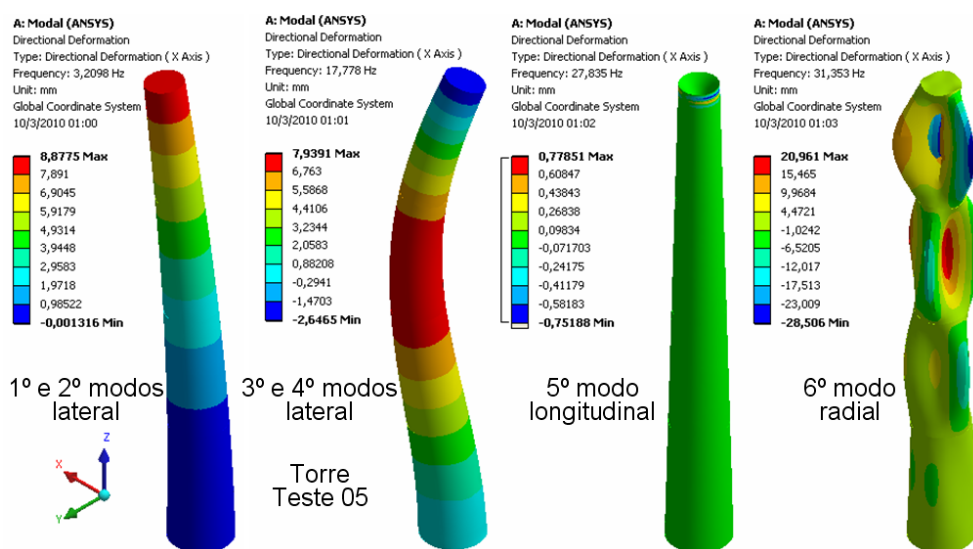 A: Modal (ANSYS)
Directional Deformation
Type: Directional Deformation ( X Axis )
Frequency: 3,2098 Hz
Unit: mm
Global Coordinate System
10/3/2010 01:00
8,8775 Max
7,891
6,9045
5,9179
4,9314
3,9448
2,9583
1,9718
0,98522
-0,001316 Min
1º e 2º modos
lateral
Z
X
Y
A: Modal (ANSYS)
Directional Deformation
Type: Directional Deformation ( X Axis )
Frequency: 17,778 Hz
Unit: mm
Global Coordinate System
10/3/2010 01:01
7,9391 Max
6,763
5,5868
4,4106
3,2344
2,0583
0,88208
-0,2941
-1,4703
-2,6465 Min
3º e 4º modos
lateral
Torre
Teste 05
A: Modal (ANSYS)
Directional Deformation
Type: Directional Deformation ( X Axis )
Frequency: 27,835 Hz
Unit: mm
Global Coordinate System
10/3/2010 01:02
0,77851 Max
0,60847
0,43843
0,26838
0,09834
-0,071703
-0,24175
-0,41179
-0,58183
-0,75188 Min
5º modo
longitudinal
A: Modal (ANSYS)
Directional Deformation
Type: Directional Deformation ( X Axis )
Frequency: 31,353 Hz
Unit: mm
Global Coordinate System
10/3/2010 01:03
20,961 Max
15,465
9,9684
4,4721
-1,0242
-6,5205
-12,017
-17,513
-23,009
-28,506 Min
6º modo
radial